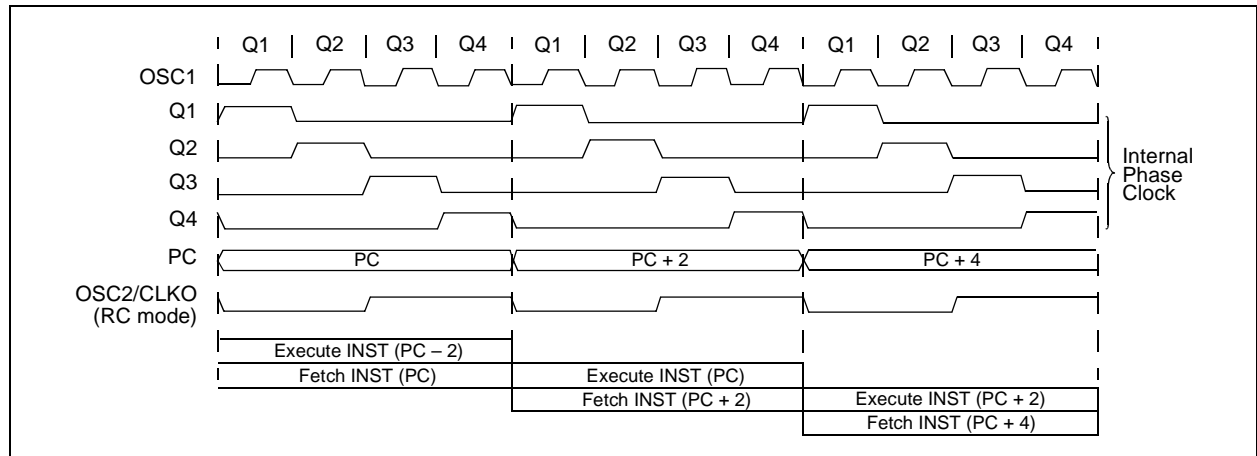 Q1 Q2 Q3 Q4 Q1 Q2 Q3 Q4 Q1 Q2 Q3 Q4
OSC1
Q1
Q2
Q3
Q4
Internal
Phase
Clock
PC PC PC + 2 PC + 4
OSC2/CLKO
(RC mode)
Execute INST (PC – 2)
Fetch INST (PC) Execute INST (PC)
Fetch INST (PC + 2) Execute INST (PC + 2)
Fetch INST (PC + 4)